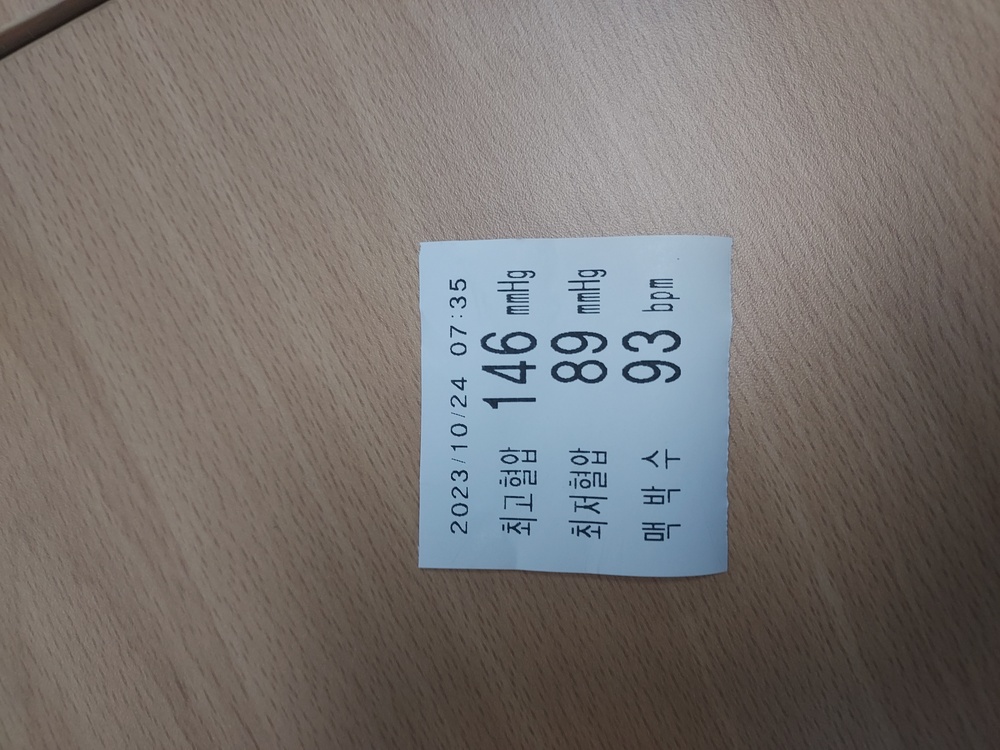 2023/10/24 07:35
최고혈압 146 mmHg
최저혈압 89 mmHg
맥 박 수 93 bpm